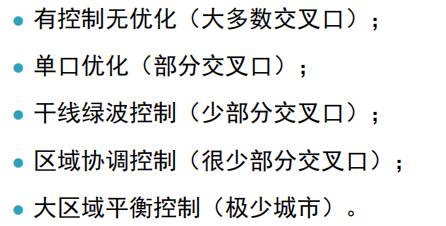 ● 有控制无优化（大多数交叉口）；
● 单口优化（部分交叉口）；
● 干线绿波控制（少部分交叉口）；
● 区域协调控制（很少部分交叉口）；
● 大区域平衡控制（极少城市）。